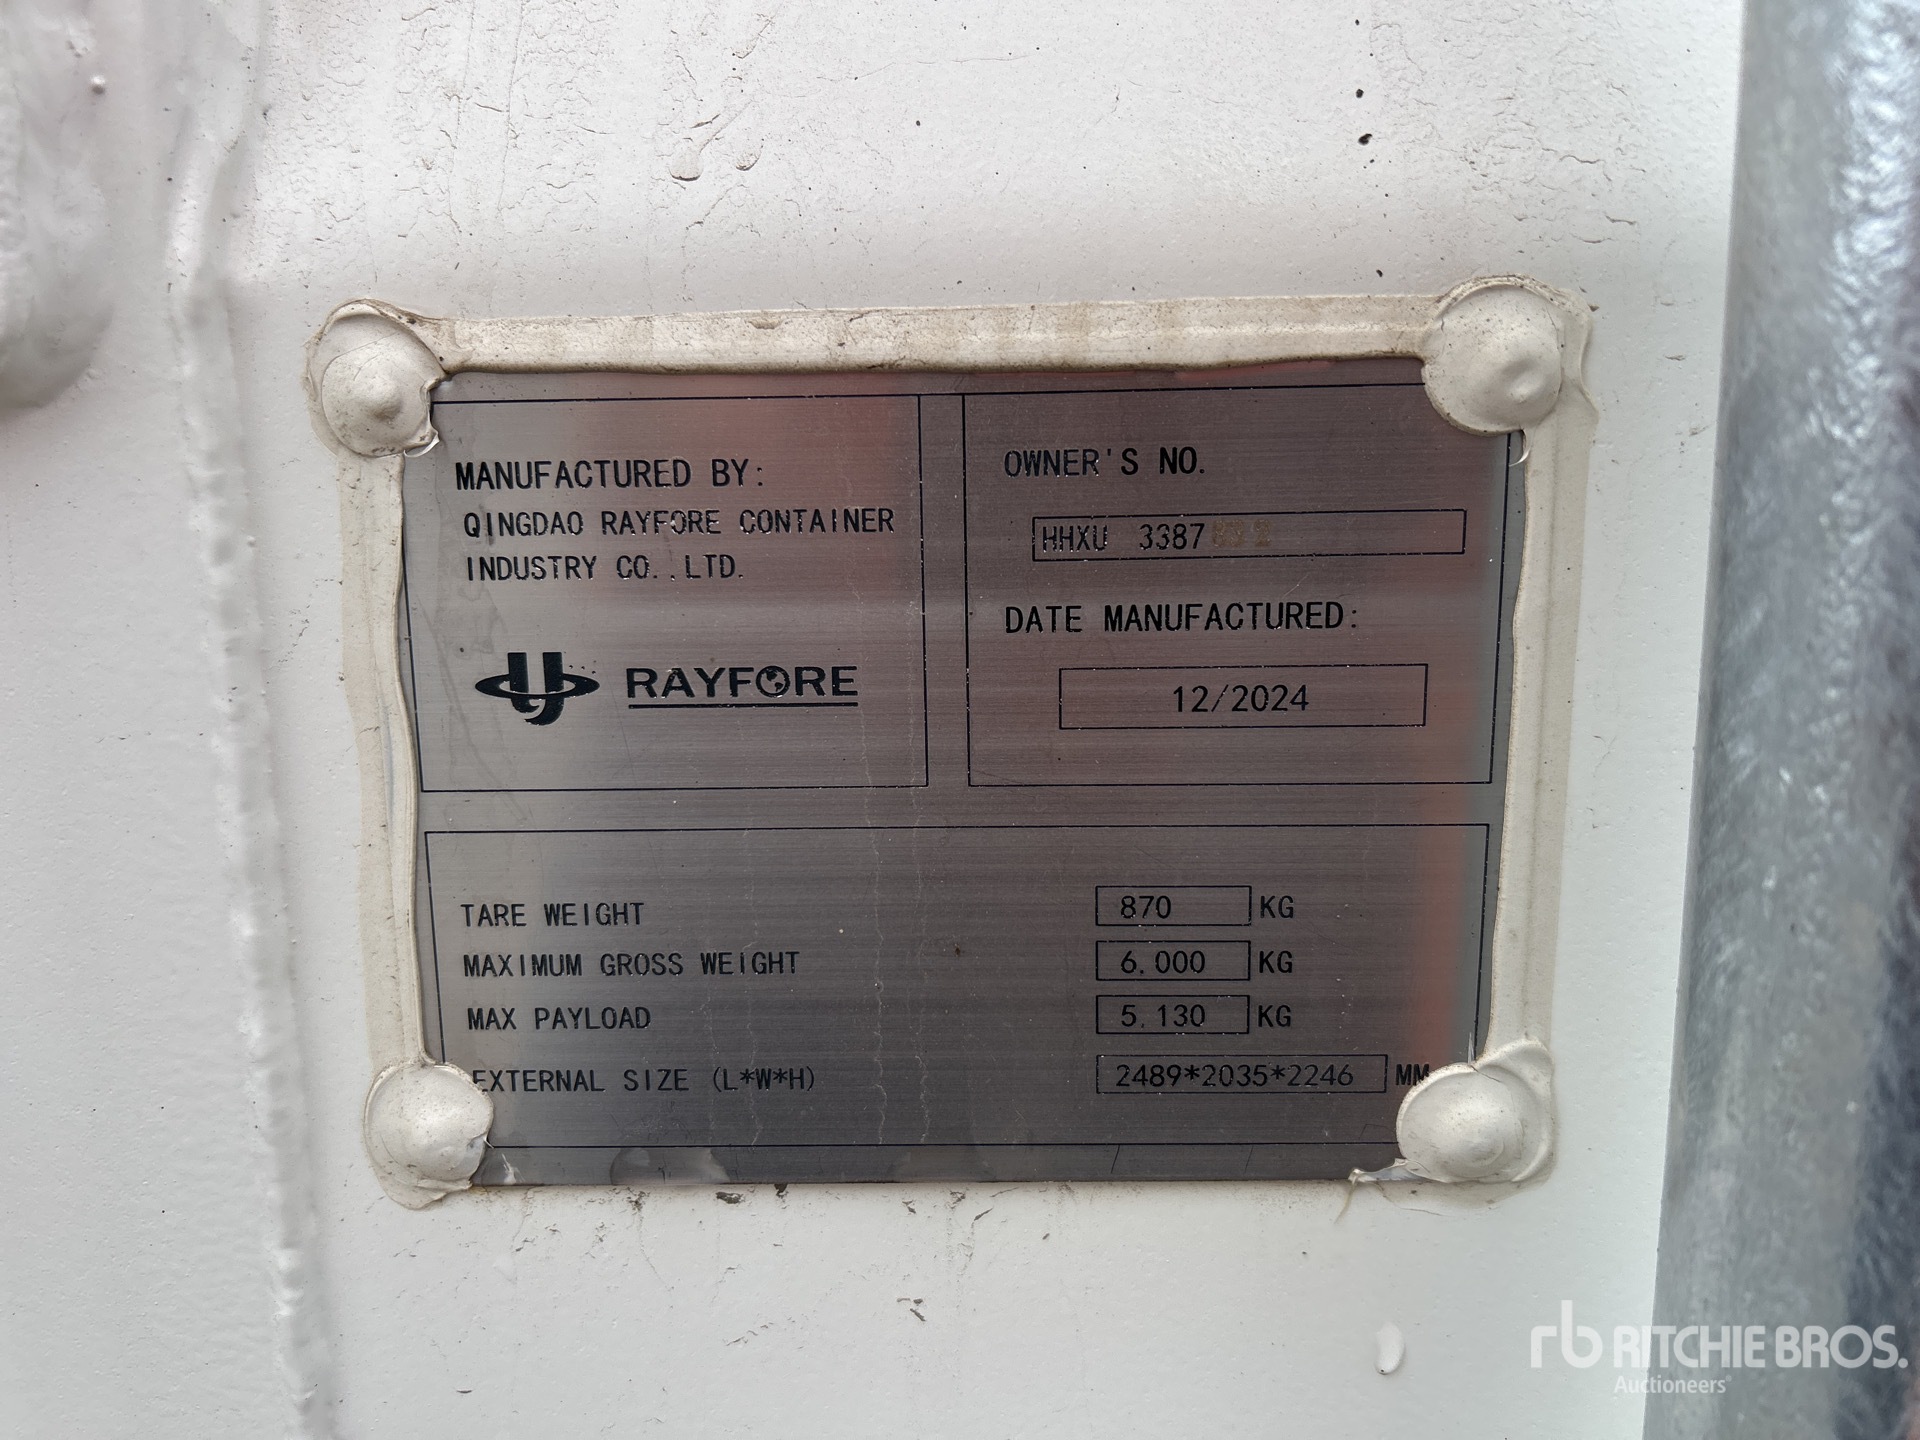 MANUFACTURED BY:
QINGDAO RAYFORE CONTAINER
INDUSTRY CO.,LTD.
RAYFORE
OWNER'S NO.
HHXU 3387
DATE MANUFACTURED:
12/2024
TARE WEIGHT 870 KG
MAXIMUM GROSS WEIGHT 6,000 KG
MAX PAYLOAD 5,130 KG
EXTERNAL SIZE (L*W*H) 2489*2035*2246 MM
rb RITCHIE BROS.
Auctioneers